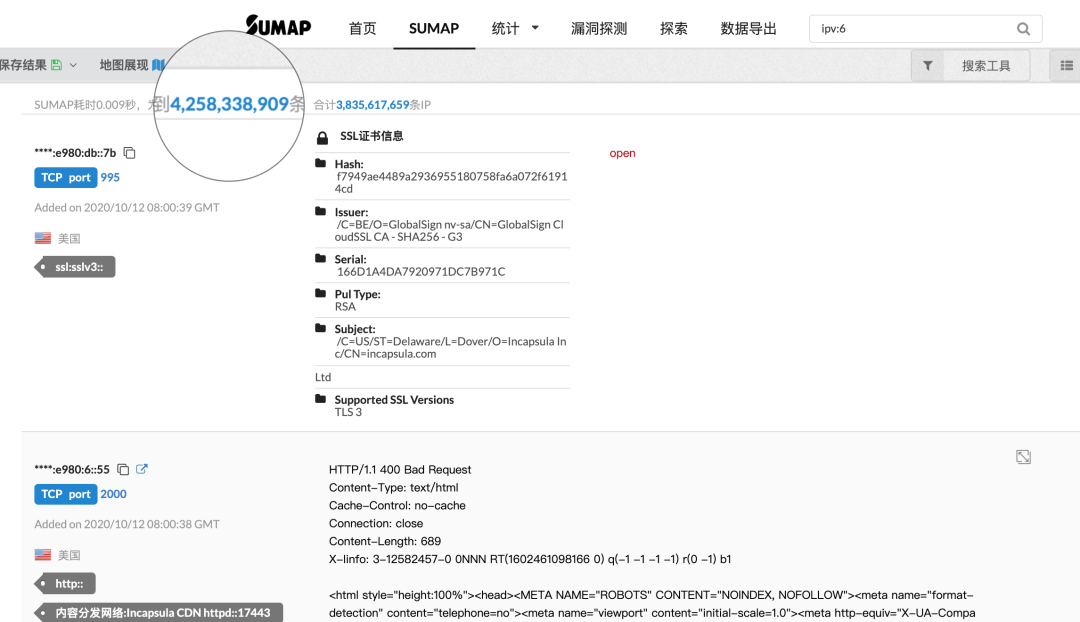 SUMAP
首页
SUMAP
统计
漏洞探测
探索
数据导出
ipv:6
保存结果
地图展现
搜索工具
SUMAP耗时0.009秒，为
到4,258,338,909条
合计3,835,617,659条IP
****:e980:db::7b
TCP port 995
Added on 2020/10/12 08:00:39 GMT
美国
ssl:sslv3::
SSL证书信息
Hash:
f7949ae4489a2936955180758fa6a072f6191
4cd
Issuer:
/C=BE/O=GlobalSign nv-sa/CN=GlobalSign Cl
oudSSL CA - SHA256 - G3
Serial:
166D1A4DA7920971DC7B971C
Pul Type:
RSA
Subject:
/C=US/ST=Delaware/L=Dover/O=Incapsula In
c/CN=incapsula.com
Ltd
Supported SSL Versions
TLS 3
open
****:e980:6::55
TCP port 2000
Added on 2020/10/12 08:00:38 GMT
美国
http::
内容分发网络:Incapsula CDN httpd::17443
HTTP/1.1 400 Bad Request
Content-Type: text/html
Cache-Control: no-cache
Connection: close
Content-Length: 689
X-Iinfo: 3-12582457-0 0NNN RT(1602461098166 0) q(-1 -1 -1 -1) r(0 -1) b1
<html style="height:100%"><head><META NAME="ROBOTS" CONTENT="NOINDEX, NOFOLLOW"><meta name="format-
detection" content="telephone=no"><meta name="viewport" content="initial-scale=1.0"><meta http-equiv="X-UA-Compa